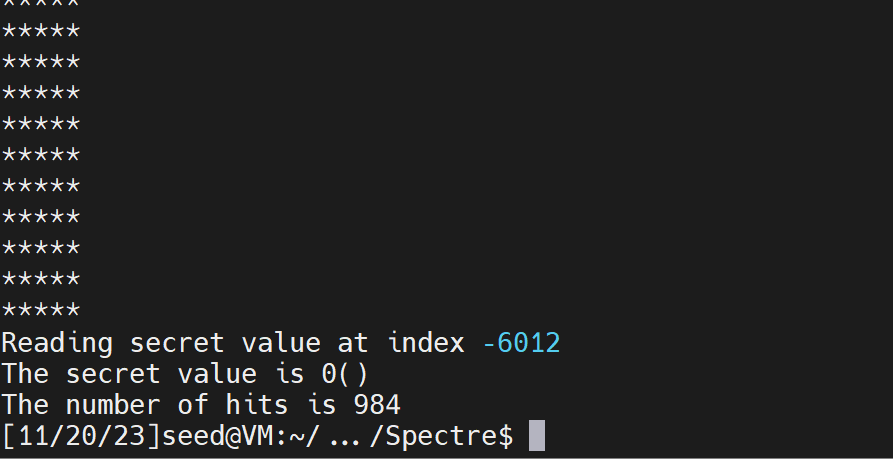 *****
*****
*****
*****
*****
*****
*****
*****
*****
*****
*****
Reading secret value at index -6012
The secret value is 0()
The number of hits is 984
[11/20/23]seed@VM:~/.../Spectre$